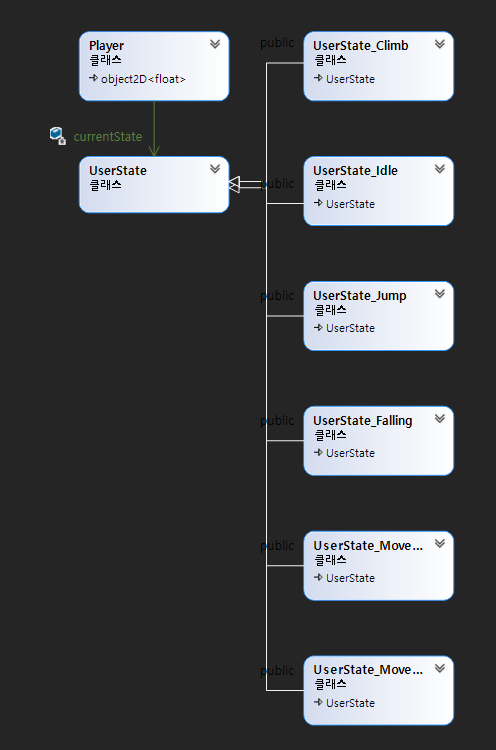 Player
클래스
object2D<float>
currentState
UserState
클래스
public
UserState_Climb
클래스
UserState
public
UserState_Idle
클래스
UserState
public
UserState_Jump
클래스
UserState
public
UserState_Falling
클래스
UserState
public
UserState_Move...
클래스
UserState
public
UserState_Move...
클래스
UserState